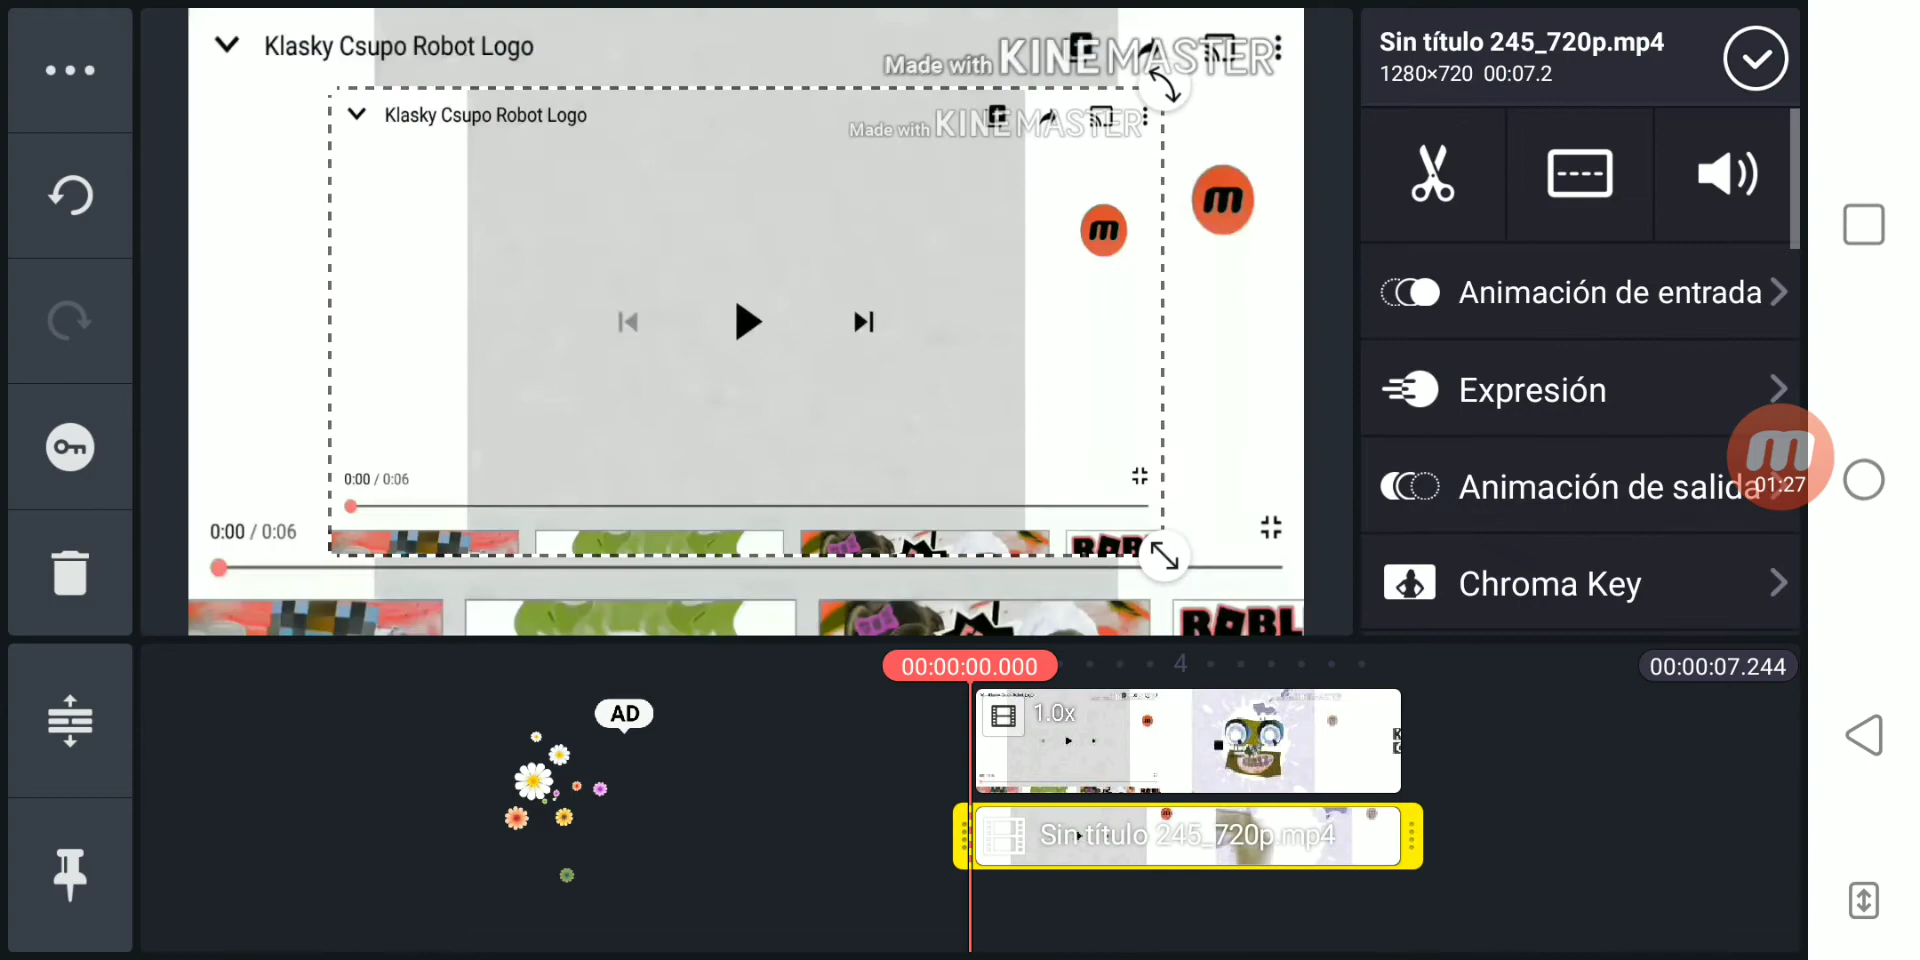 Klasky Csupo Robot Logo
Made with KINEMASTER
Klasky Csupo Robot Logo
Made with KINEMASTER
0:00 / 0:06
0:00 / 0:06
ROBL
Sin título 245_720p.mp4
1280×720 00:07.2
Animación de entrada
Expresión
Animación de salida
01:27
Chroma Key
00:00:00.000
4
00:00:07.244
AD
1.0x
Sin título 245_720p.mp4